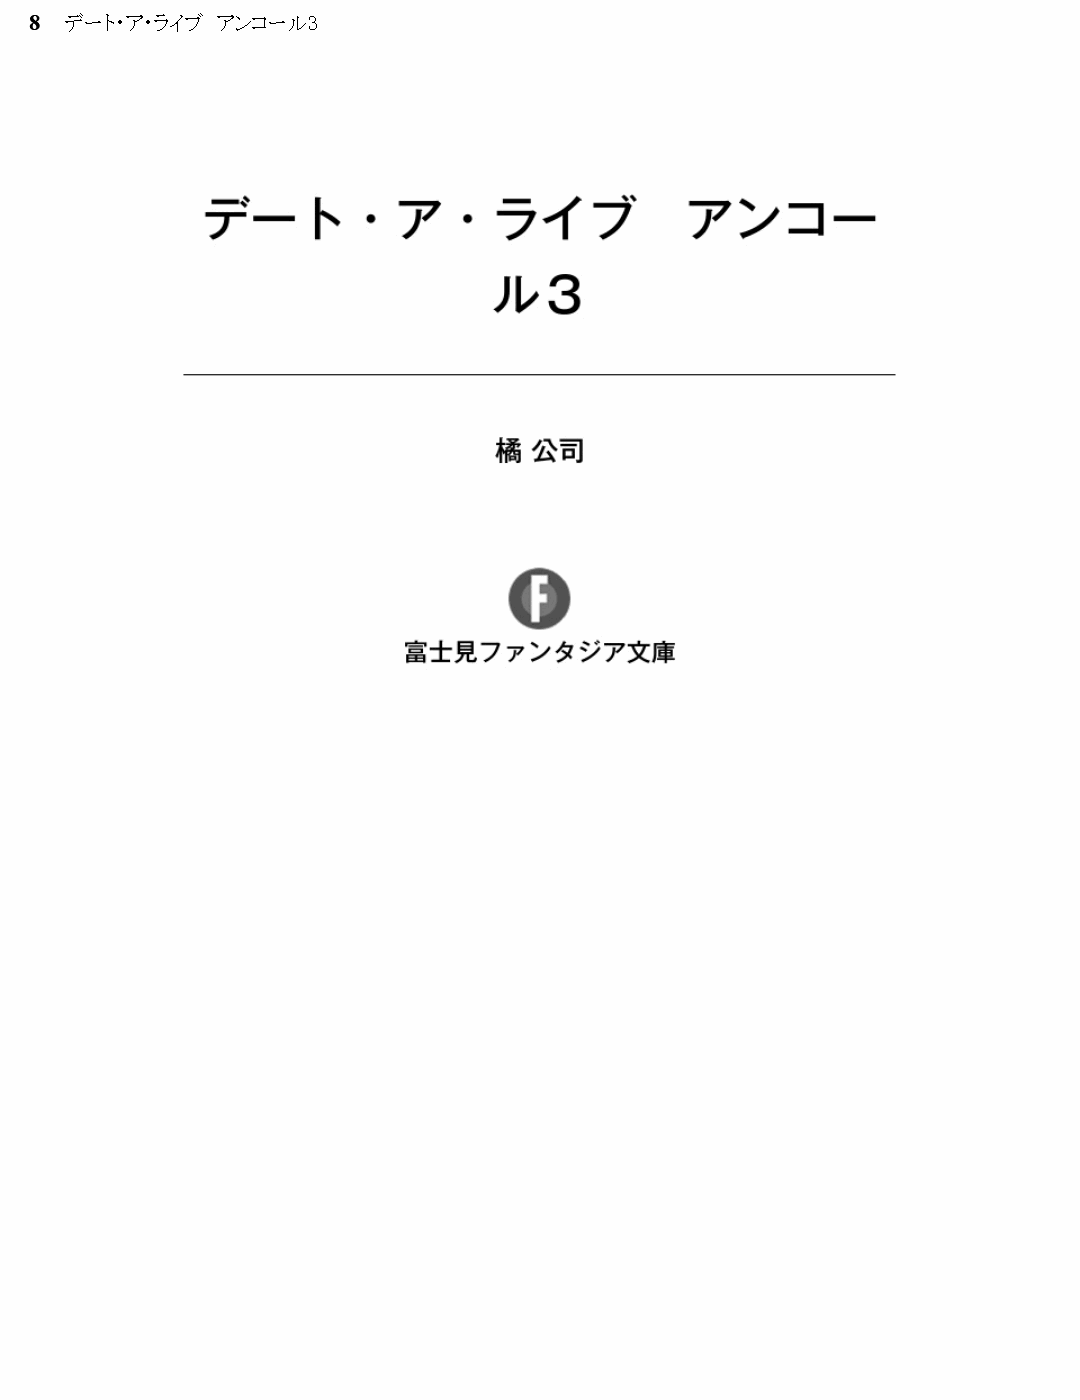 8 デート・ア・ライブ　アンコール3
デート・ア・ライブ　アンコー
ル３
橘 公司
F
富士見ファンタジア文庫